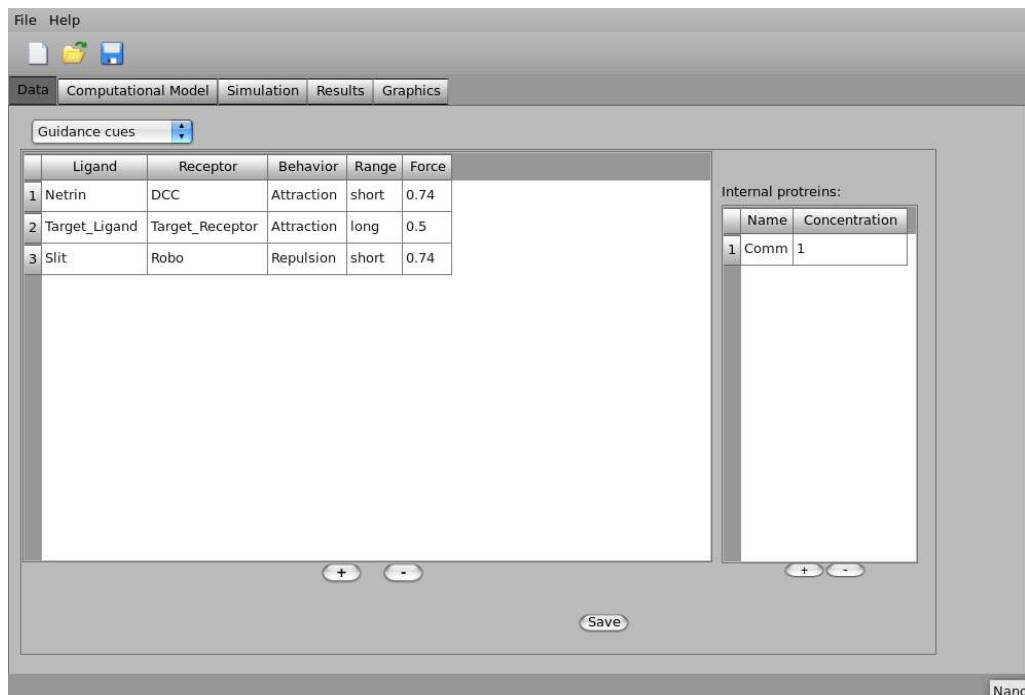 File Help
Data Computational Model Simulation Results Graphics
Guidance cues
Ligand Receptor Behavior Range Force
1 Netrin DCC Attraction short 0.74
2 Target_Ligand Target_Receptor Attraction long 0.5
3 Slit Robo Repulsion short 0.74
+ -
Internal protreins:
Name Concentration
1 Comm 1
+ -
Save